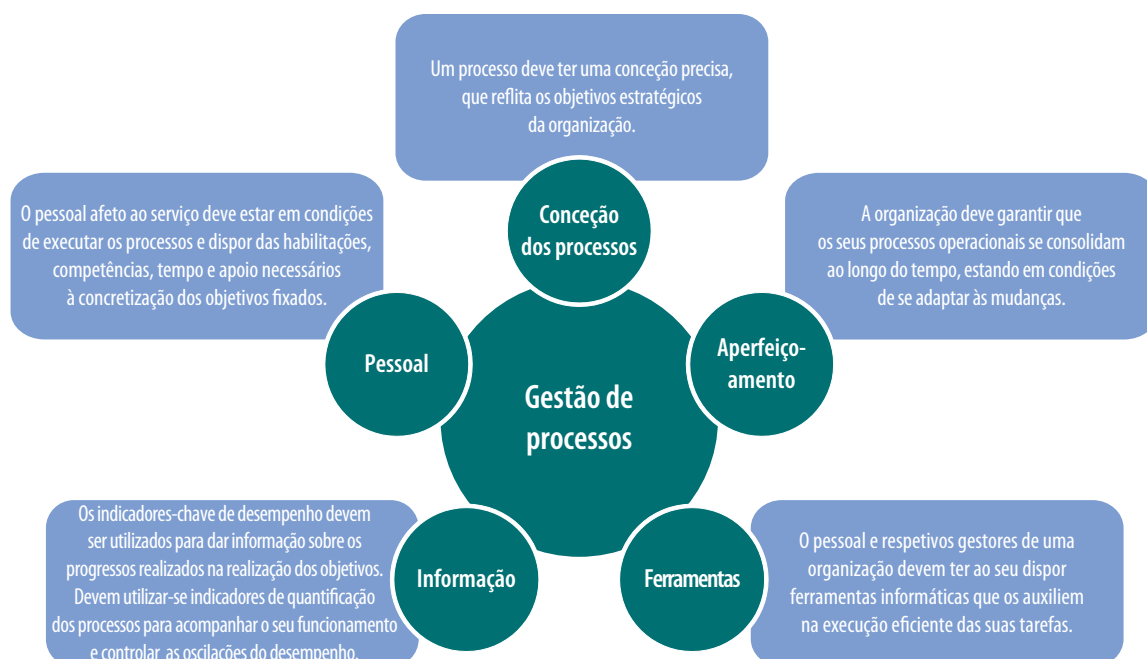 Um processo deve ter uma conceção precisa,
que reflita os objetivos estratégicos
da organização.
Conceção
dos processos
O pessoal afeto ao serviço deve estar em condições
de executar os processos e dispor das habilitações,
competências, tempo e apoio necessários
à concretização dos objetivos fixados.
Pessoal
A organização deve garantir que
os seus processos operacionais se consolidam
ao longo do tempo, estando em condições
de se adaptar às mudanças.
Aperfeiço-
amento
Gestão de
processos
Os indicadores-chave de desempenho devem
ser utilizados para dar informação sobre os
progressos realizados na realização dos objetivos.
Devem utilizar-se indicadores de quantificação
dos processos para acompanhar o seu funcionamento
e controlar as oscilações do desempenho.
Informação
Ferramentas
O pessoal e respetivos gestores de uma
organização devem ter ao seu dispor
ferramentas informáticas que os auxiliem
na execução eficiente das suas tarefas.